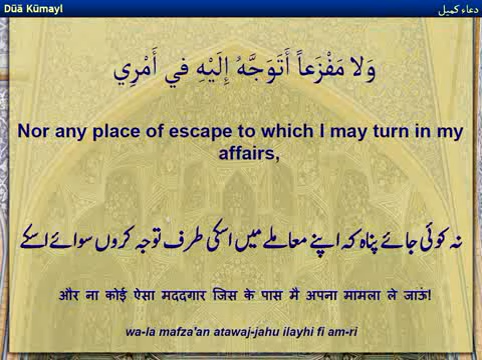 Dūā Kūmayl
دعاء كميل
وَلا مَفْزَعاً أَتَوَجَّهُ إِلَيْهِ في أَمْرِي
Nor any place of escape to which I may turn in my
affairs,
نہ کوئی جائے پناہ کہ اپنے معاملے میں اسکی طرف توجہ کروں سوائے اسکے
और ना कोई ऐसा मददगार जिस के पास मै अपना मामला ले जाऊं!
wa-la mafza'an atawaj-jahu ilayhi fi am-ri